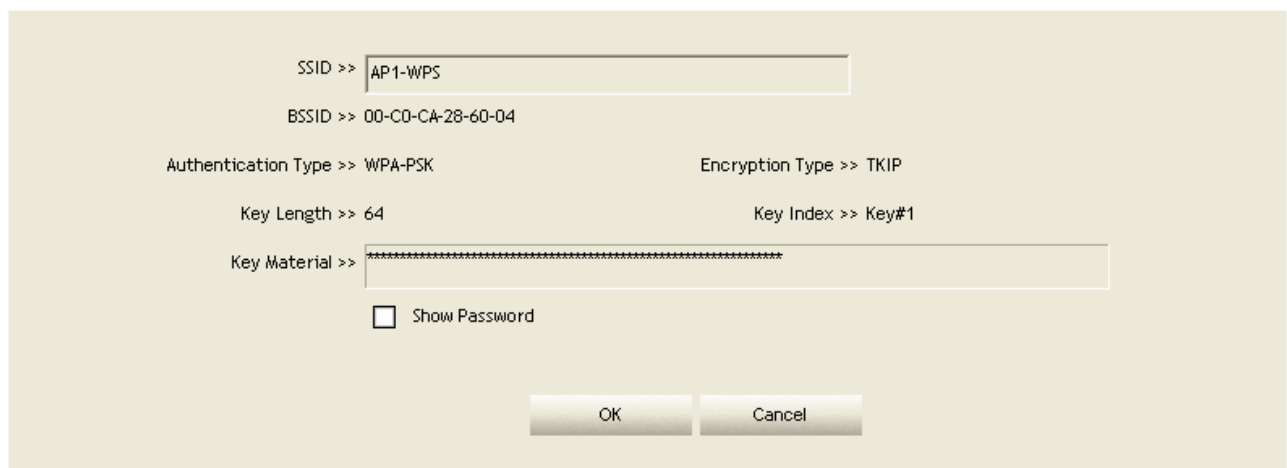 SSID >> AP1-WPS
BSSID >> 00-C0-CA-28-60-04
Authentication Type >> WPA-PSK Encryption Type >> TKIP
Key Length >> 64 Key Index >> Key#1
Key Material >> ****************************************************************
Show Password
OK Cancel